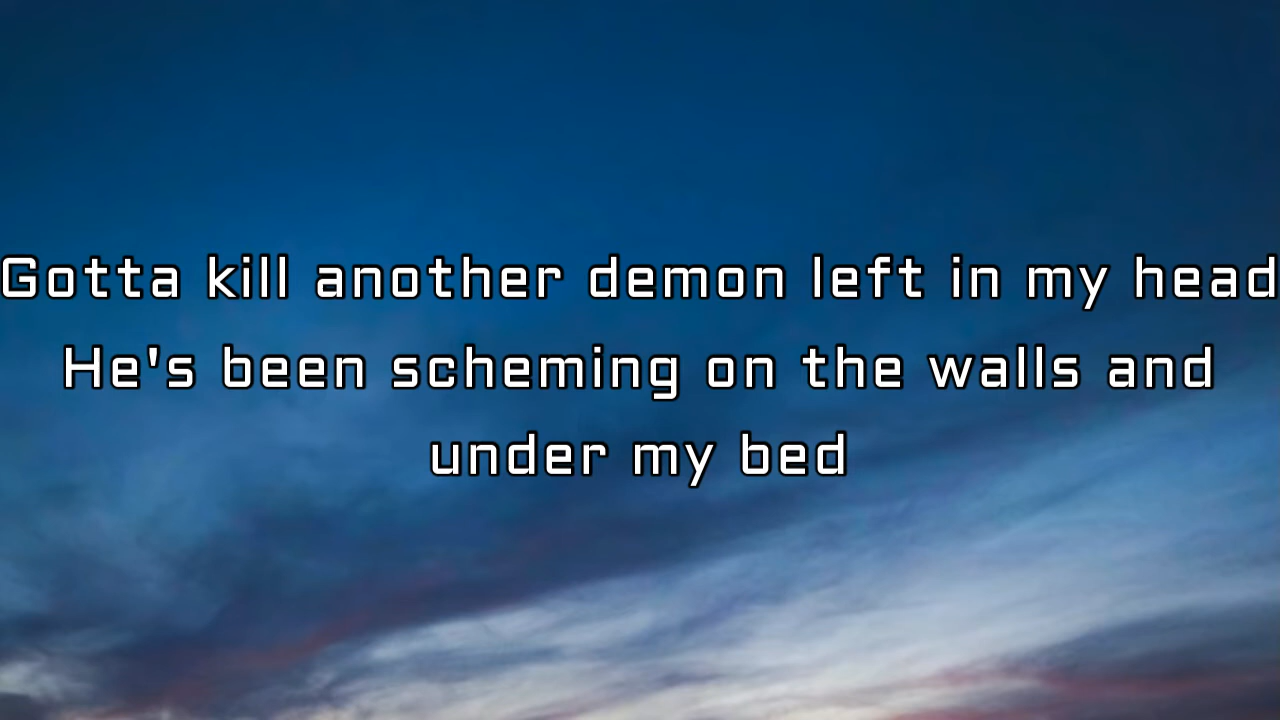 Gotta kill another demon left in my head
He's been scheming on the walls and
under my bed